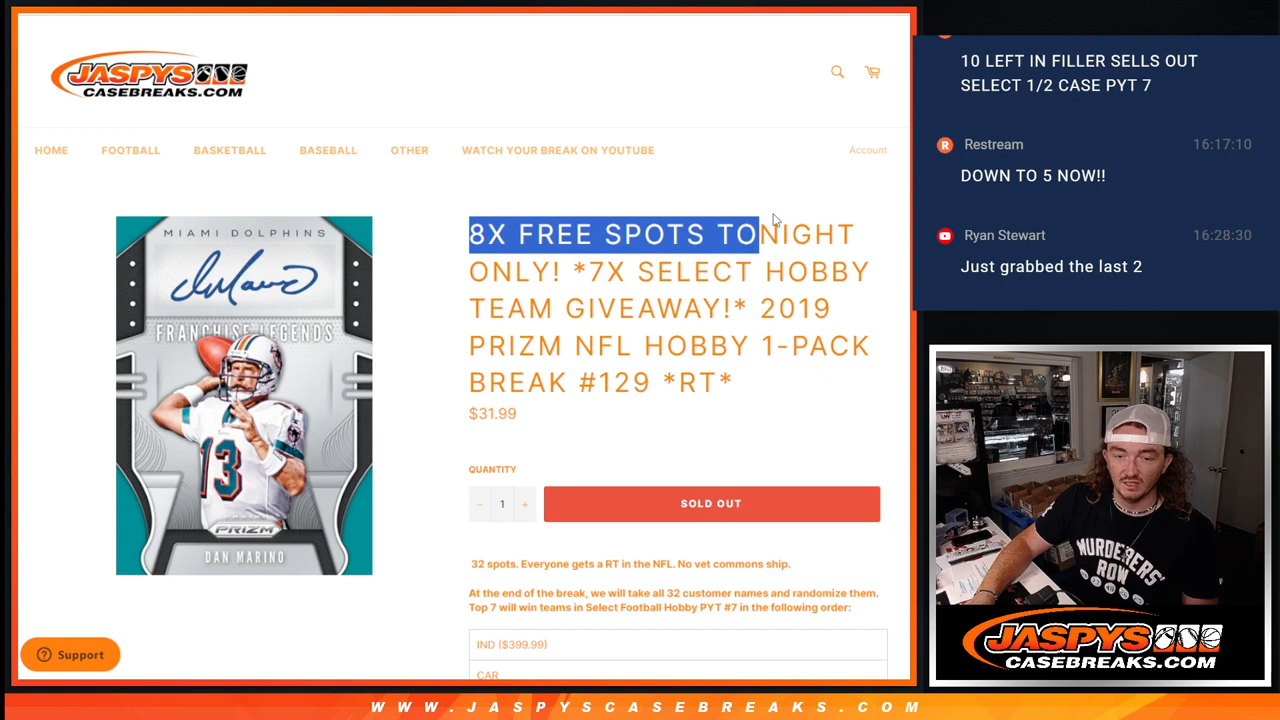 JASPYS
CASEBREAKS.COM
HOME FOOTBALL BASKETBALL BASEBALL OTHER WATCH YOUR BREAK ON YOUTUBE Account
MIAMI DOLPHINS
FRANCHISE LEGENDS
13
PRIZM
DAN MARINO
8X FREE SPOTS TONIGHT
ONLY! *7X SELECT HOBBY
TEAM GIVEAWAY!* 2019
PRIZM NFL HOBBY 1-PACK
BREAK #129 *RT*
$31.99
QUANTITY
− 1 + SOLD OUT
32 spots. Everyone gets a RT in the NFL. No vet commons ship.
At the end of the break, we will take all 32 customer names and randomize them.
Top 7 will win teams in Select Football Hobby PYT #7 in the following order:
IND ($399.99)
CAR
Support
10 LEFT IN FILLER SELLS OUT
SELECT 1/2 CASE PYT 7
Restream 16:17:10
DOWN TO 5 NOW!!
Ryan Stewart 16:28:30
Just grabbed the last 2
MURDERERS'
ROW
JASPYS
CASEBREAKS.COM
WWW.JASPYSCASEBREAKS.COM